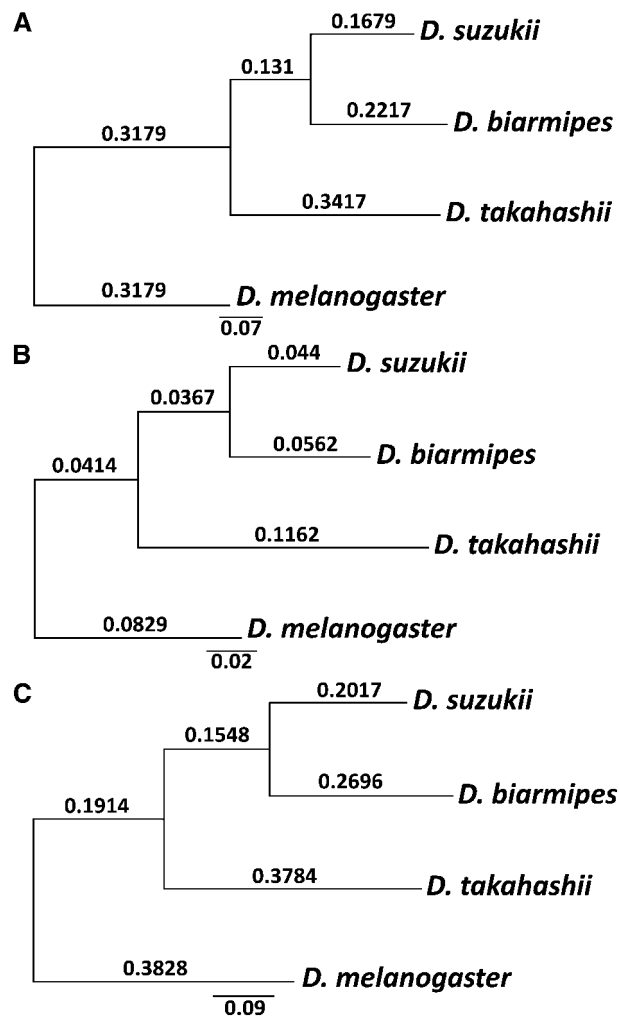 A
0.1679
D. suzukii
0.131
0.2217
D. biarmipes
0.3179
0.3417
D. takahashii
0.3179
D. melanogaster
0.07
B
0.044
D. suzukii
0.0367
0.0562
D. biarmipes
0.0414
0.1162
D. takahashii
0.0829
D. melanogaster
0.02
C
0.2017
D. suzukii
0.1548
0.2696
D. biarmipes
0.1914
0.3784
D. takahashii
0.3828
D. melanogaster
0.09